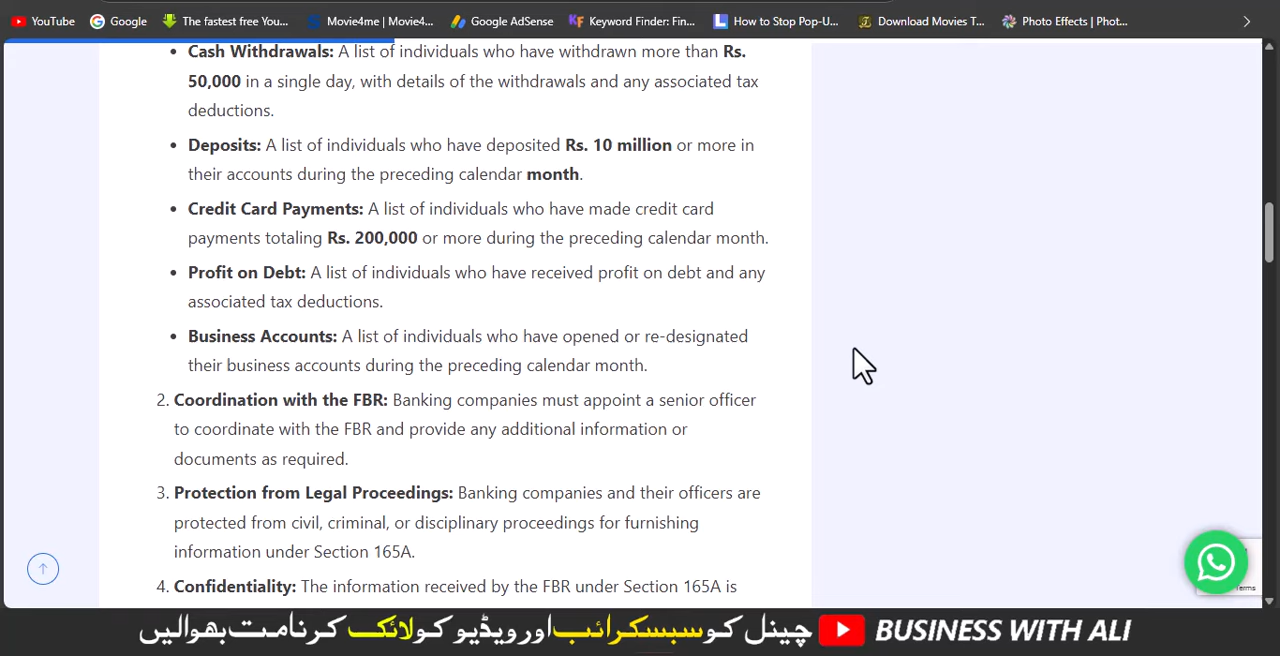 YouTube
Google
The fastest free You...
Movie4me | Movie4...
Google AdSense
Keyword Finder: Fin...
How to Stop Pop-U...
Download Movies T...
Photo Effects | Phot...
• Cash Withdrawals: A list of individuals who have withdrawn more than Rs.
50,000 in a single day, with details of the withdrawals and any associated tax
deductions.
• Deposits: A list of individuals who have deposited Rs. 10 million or more in
their accounts during the preceding calendar month.
• Credit Card Payments: A list of individuals who have made credit card
payments totaling Rs. 200,000 or more during the preceding calendar month.
• Profit on Debt: A list of individuals who have received profit on debt and any
associated tax deductions.
• Business Accounts: A list of individuals who have opened or re-designated
their business accounts during the preceding calendar month.
2. Coordination with the FBR: Banking companies must appoint a senior officer
to coordinate with the FBR and provide any additional information or
documents as required.
3. Protection from Legal Proceedings: Banking companies and their officers are
protected from civil, criminal, or disciplinary proceedings for furnishing
information under Section 165A.
4. Confidentiality: The information received by the FBR under Section 165A is
Terms
چینل کو سبسکرائب اور ویڈیو کو لائک کرنا مت بھوالیں
BUSINESS WITH ALI